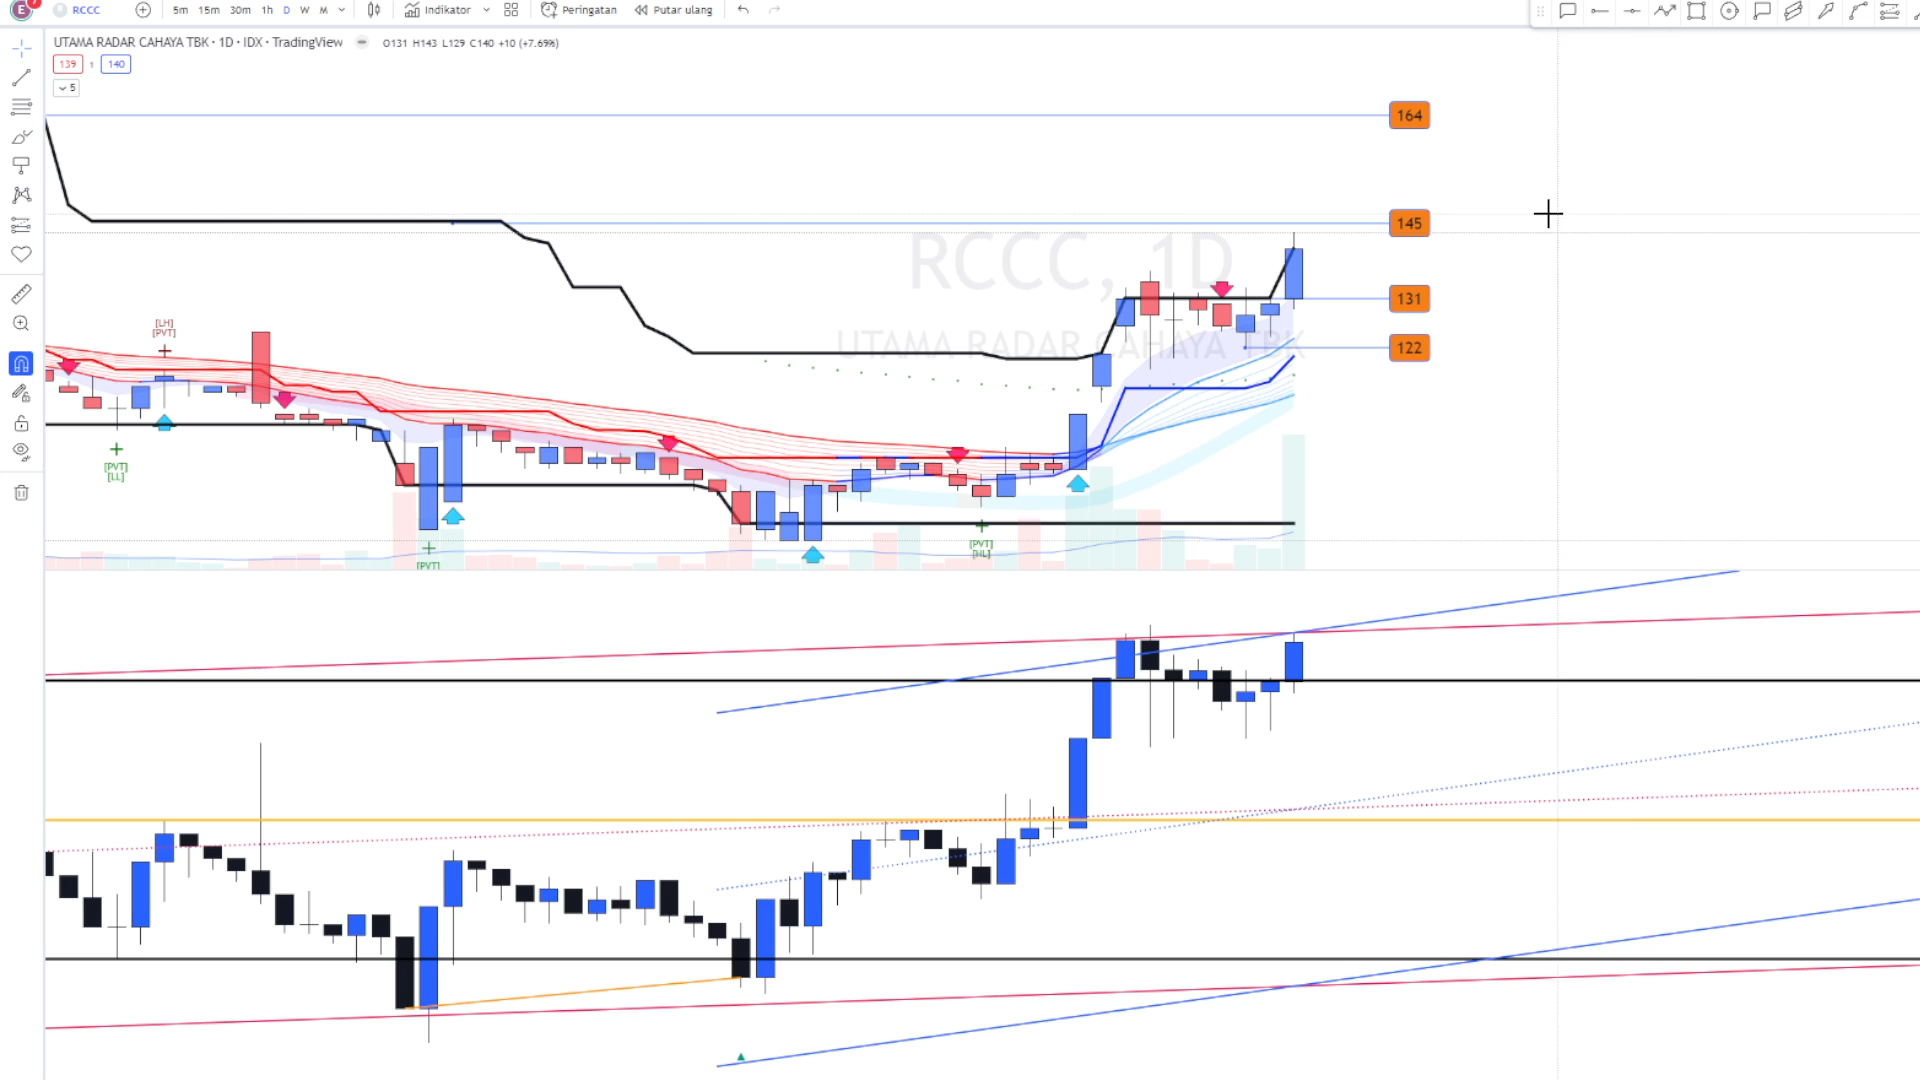 E 7 RCCC 5m 15m 30m 1h D W M Indikator Peringatan Putar ulang
UTAMA RADAR CAHAYA TBK · 1D · IDX · TradingView O131 H143 L129 C140 +10 (+7.69%)
139 1 140
5
164
145
RCCC, 1D
131
UTAMA RADAR CAHAYA TBK
122
[LH]
[PVT]
[PVT]
[LL]
[PVT]
[HL]
[PVT]